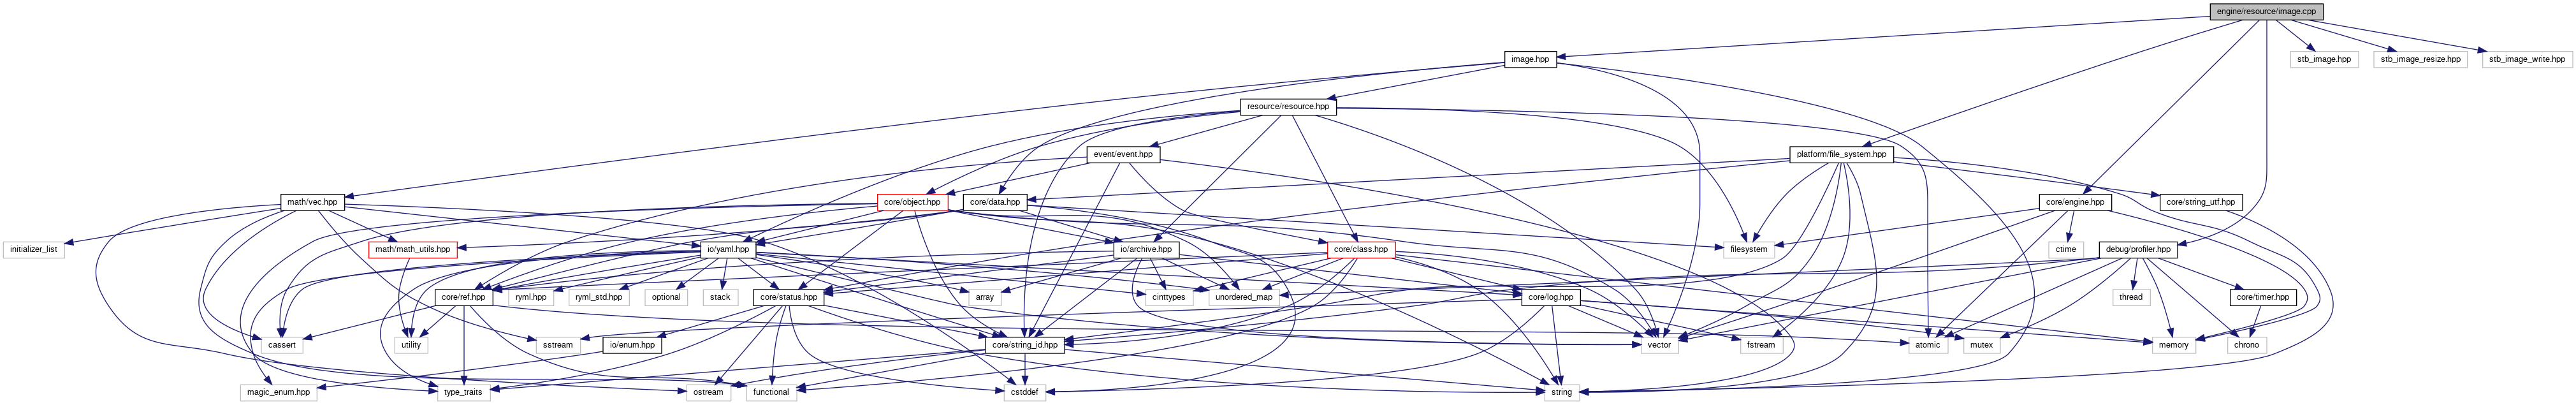 engine/resource/image.cpp
image.hpp
stb_image.hpp
stb_image_resize.hpp
stb_image_write.hpp
resource/resource.hpp
event/event.hpp
platform/file_system.hpp
math/vec.hpp
core/object.hpp
core/data.hpp
core/engine.hpp
core/string_utf.hpp
initializer_list
math/math_utils.hpp
io/yaml.hpp
io/archive.hpp
core/class.hpp
filesystem
ctime
debug/profiler.hpp
core/ref.hpp
ryml.hpp
ryml_std.hpp
optional
stack
core/status.hpp
array
cinttypes
unordered_map
core/log.hpp
thread
core/timer.hpp
cassert
utility
sstream
io/enum.hpp
core/string_id.hpp
vector
fstream
atomic
mutex
memory
chrono
magic_enum.hpp
type_traits
ostream
functional
cstddef
string